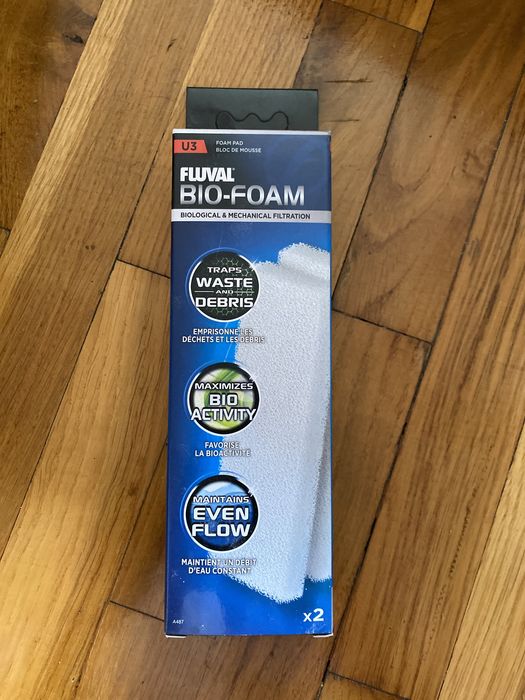 U3
FOAM PAD
BLOC DE MOUSSE
FLUVAL
BIO-FOAM
BIOLOGICAL & MECHANICAL FILTRATION
TRAPS
WASTE
AND
DEBRIS
EMPRISONNE LES
DÉCHETS ET LES DÉBRIS
MAXIMIZES
BIO
ACTIVITY
FAVORISE
LA BIOACTIVITÉ
MAINTAINS
EVEN
FLOW
MAINTIENT UN DÉBIT
D'EAU CONSTANT
A487
x2